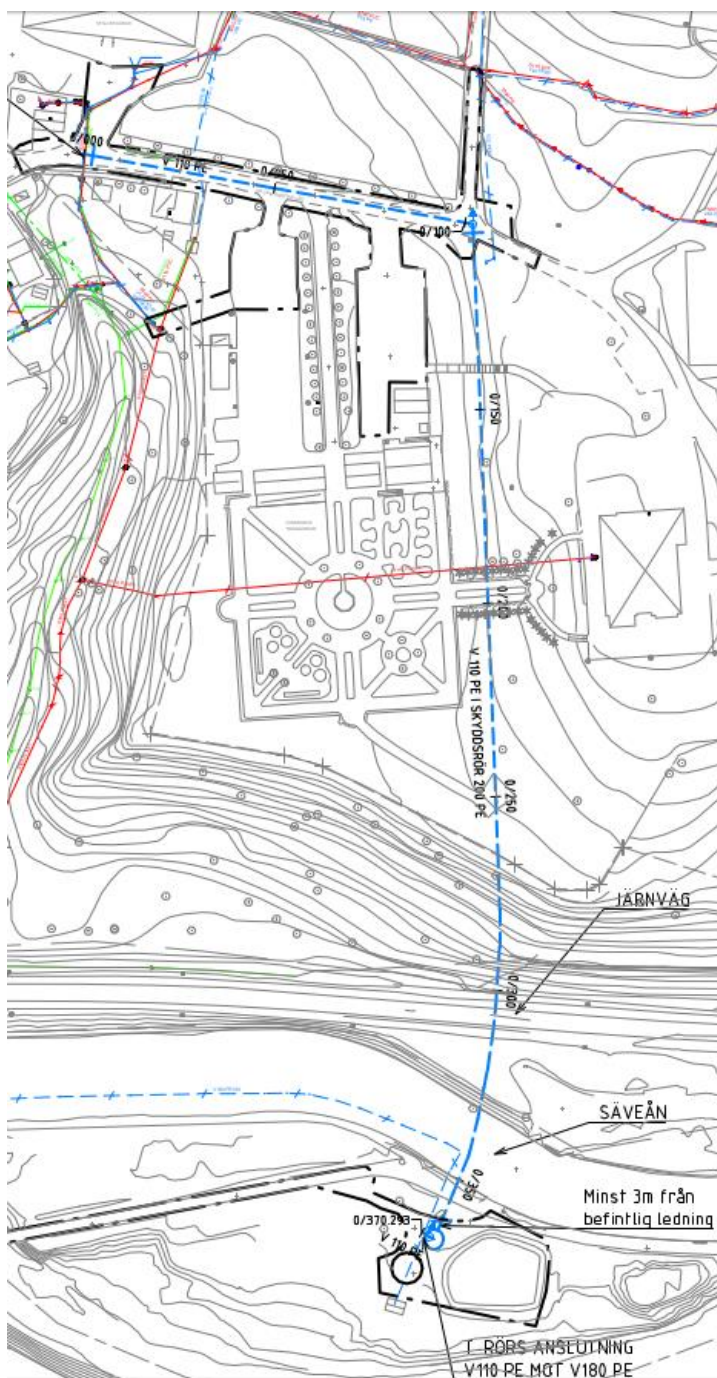 0/000
V 110 PE
0/050
0/100
0/150
0/200
V 110 PE I SKYDDSRÖR 200 PE
0/250
JÄRNVÄG
0/300
SÄVEÅN
0/350
Minst 3m från
befintlig ledning
0/370.293
V 110 PE
T-RÖRS ANSLUTNING
V110 PE MOT V180 PE